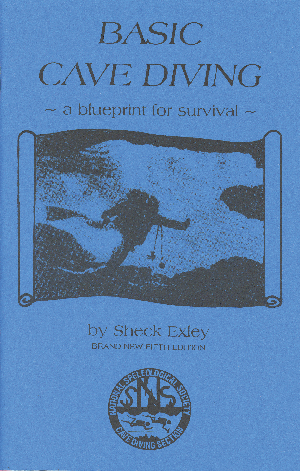 BASIC
CAVE DIVING
~ a blueprint for survival ~
by Sheck Exley
BRAND NEW FIFTH EDITION
NATIONAL SPELEOLOGICAL SOCIETY
NSS
CAVE DIVING SECTION